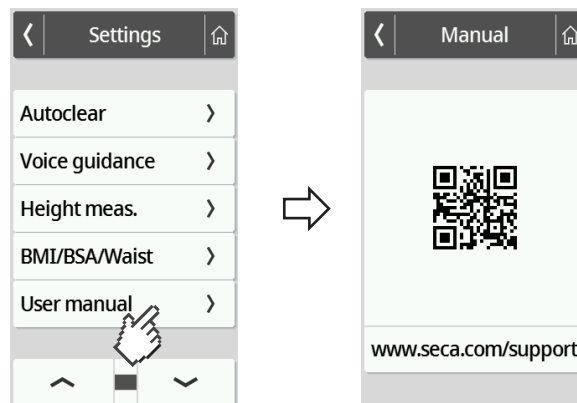 Settings
Autoclear
Voice guidance
Height meas.
BMI/BSA/Waist
User manual
Manual
www.seca.com/support